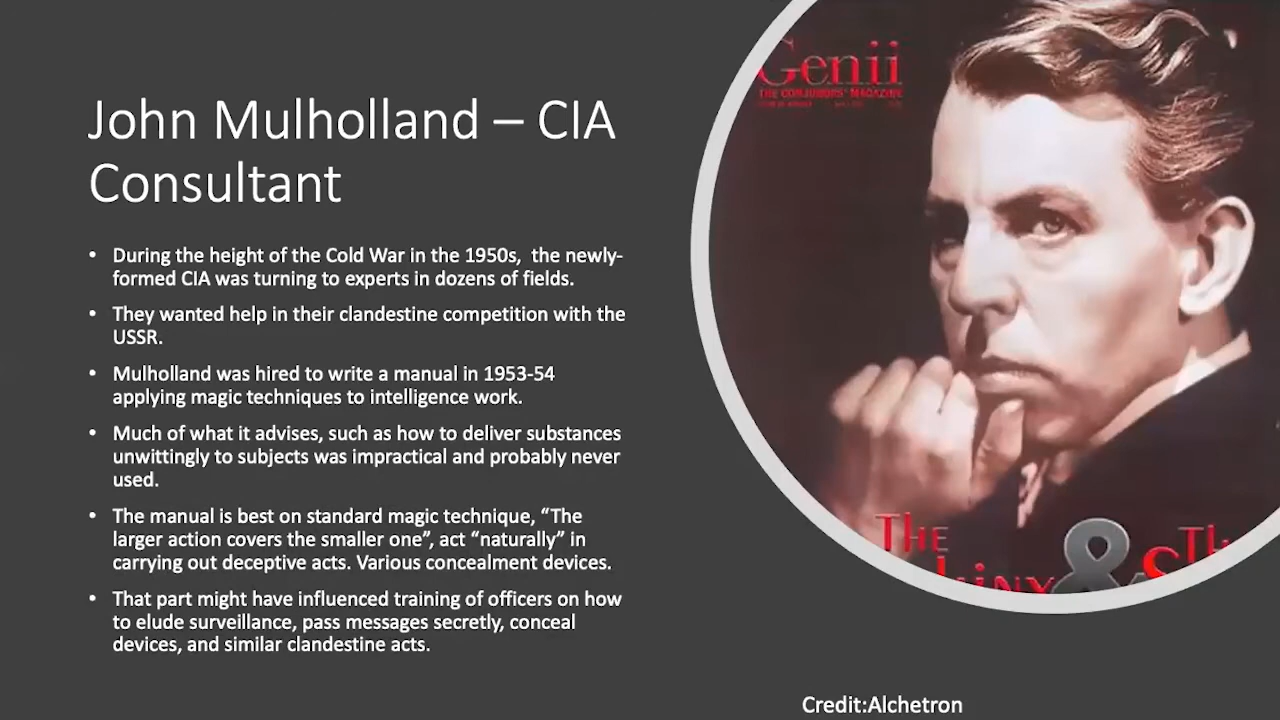 John Mulholland – CIA
Consultant
• During the height of the Cold War in the 1950s,  the newly-
formed CIA was turning to experts in dozens of fields.
• They wanted help in their clandestine competition with the
USSR.
• Mulholland was hired to write a manual in 1953-54
applying magic techniques to intelligence work.
• Much of what it advises, such as how to deliver substances
unwittingly to subjects was impractical and probably never
used.
• The manual is best on standard magic technique, “The
larger action covers the smaller one”, act “naturally” in
carrying out deceptive acts. Various concealment devices.
• That part might have influenced training of officers on how
to elude surveillance, pass messages secretly, conceal
devices, and similar clandestine acts.
Genii
THE CONJURORS' MAGAZINE
The
&
Credit:Alchetron